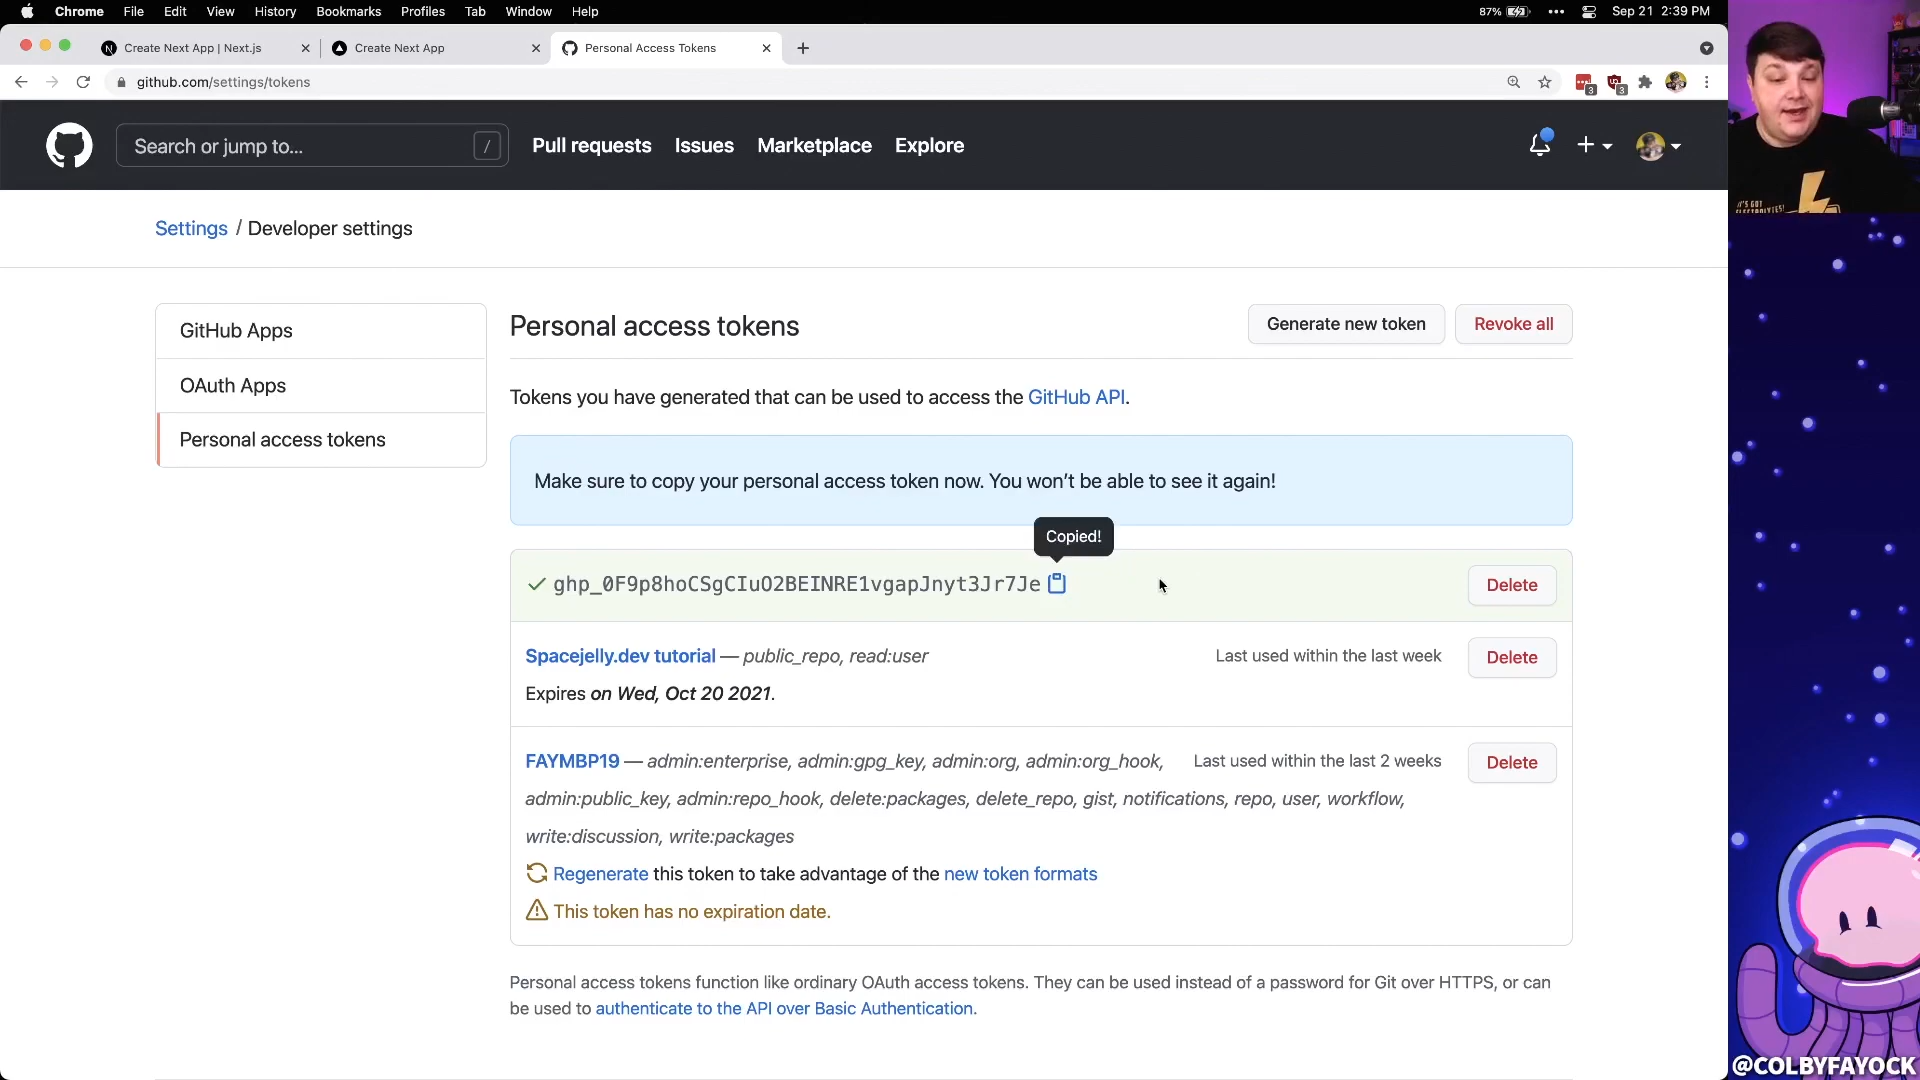 Chrome File Edit View History Bookmarks Profiles Tab Window Help
87% Sep 21 2:39 PM
Create Next App | Next.js
Create Next App
Personal Access Tokens
github.com/settings/tokens
3
3
Search or jump to...
/
Pull requests
Issues
Marketplace
Explore
Settings / Developer settings
GitHub Apps
OAuth Apps
Personal access tokens
Personal access tokens
Generate new token
Revoke all
Tokens you have generated that can be used to access the GitHub API.
Make sure to copy your personal access token now. You won't be able to see it again!
Copied!
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
Delete
Spacejelly.dev tutorial — public_repo, read:user
Last used within the last week
Delete
Expires on Wed, Oct 20 2021.
FAYMBP19 — admin:enterprise, admin:gpg_key, admin:org, admin:org_hook,
Last used within the last 2 weeks
Delete
admin:public_key, admin:repo_hook, delete:packages, delete_repo, gist, notifications, repo, user, workflow,
write:discussion, write:packages
Regenerate this token to take advantage of the new token formats
This token has no expiration date.
Personal access tokens function like ordinary OAuth access tokens. They can be used instead of a password for Git over HTTPS, or can
be used to authenticate to the API over Basic Authentication.
IT'S GOT
ELECTROLYTES!
@COLBYFAYOCK